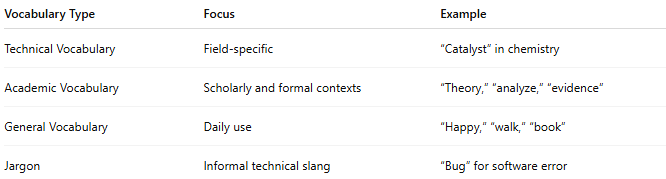 Vocabulary Type Focus Example
Technical Vocabulary Field-specific "Catalyst" in chemistry
Academic Vocabulary Scholarly and formal contexts "Theory," "analyze," "evidence"
General Vocabulary Daily use "Happy," "walk," "book"
Jargon Informal technical slang "Bug" for software error